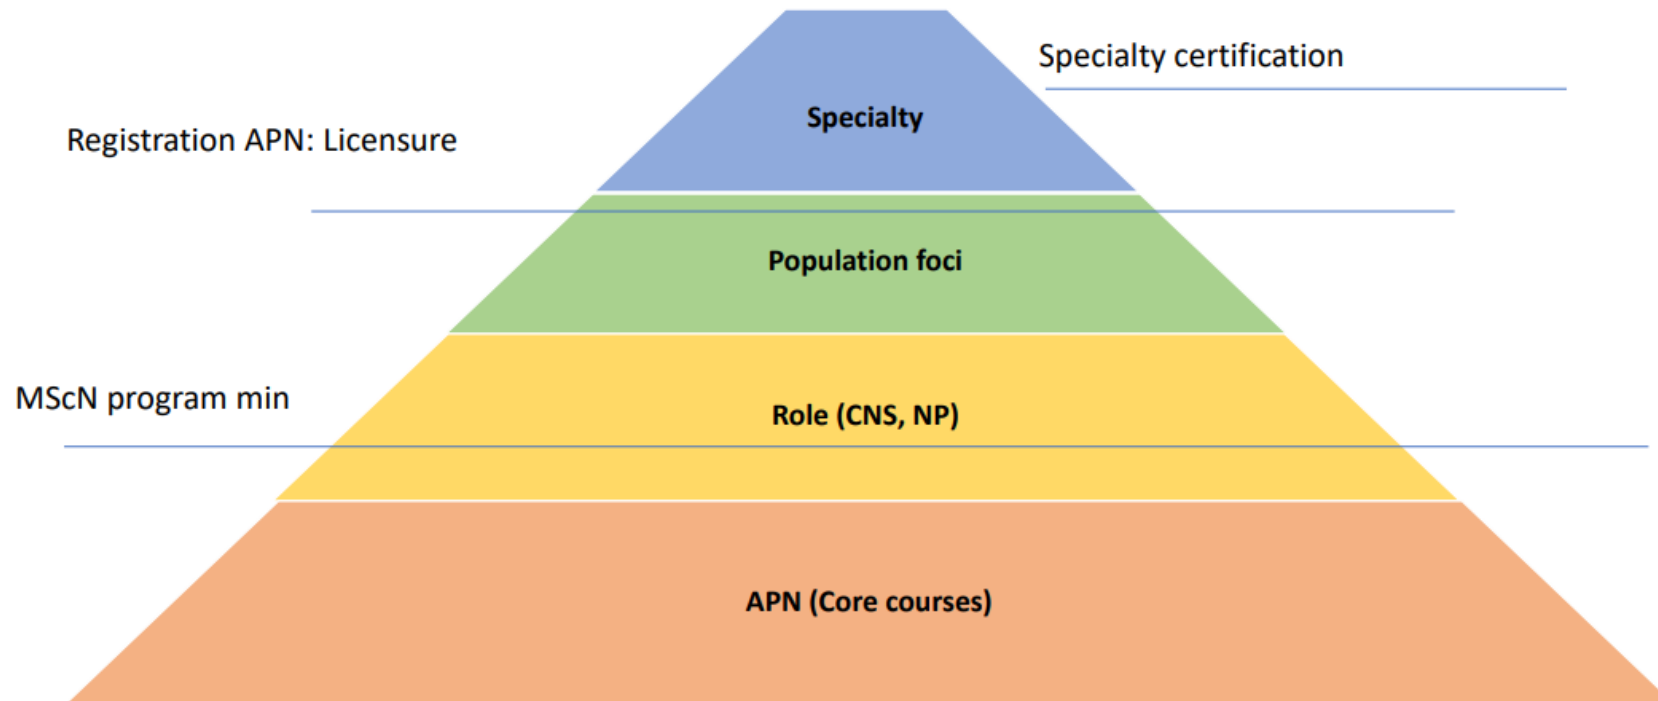 Specialty certification
Specialty
Registration APN: Licensure
Population foci
MScN program min
Role (CNS, NP)
APN (Core courses)